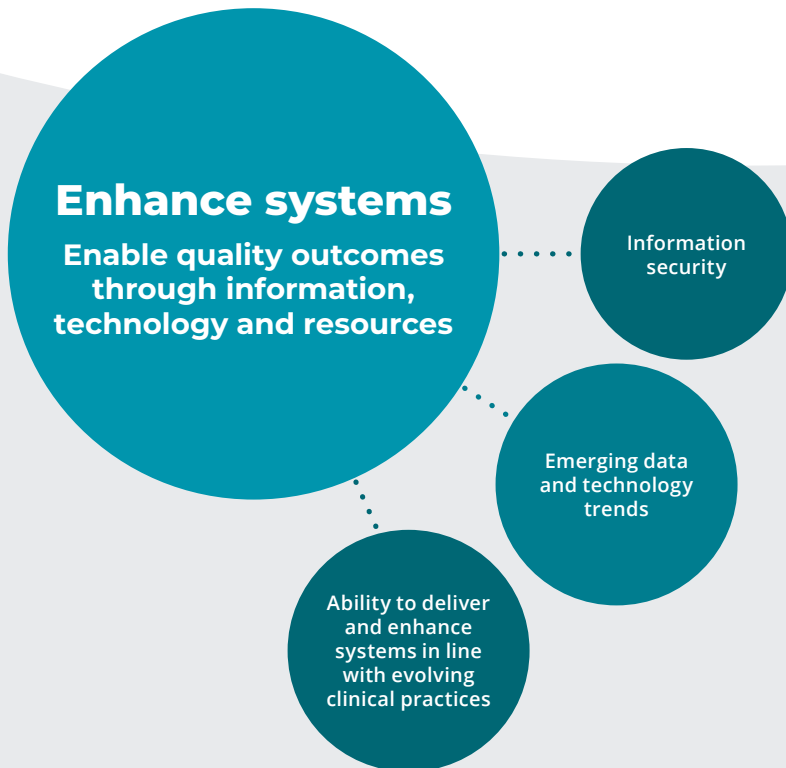 Enhance systems
Enable quality outcomes
through information,
technology and resources
Information
security
Emerging data
and technology
trends
Ability to deliver
and enhance
systems in line
with evolving
clinical practices